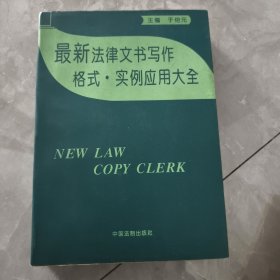 主编 于绍元
最新法律文书写作
格式·实例应用大全
NEW LAW
COPY CLERK
中国法制出版社